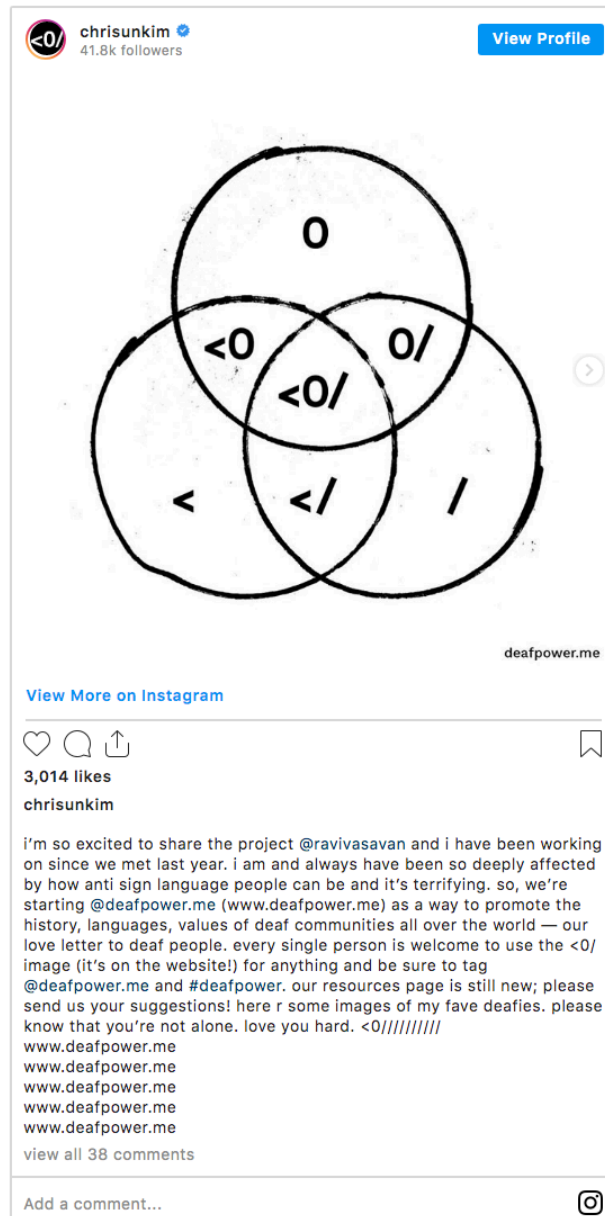 <0/
chrisunkim
41.8k followers
View Profile
0
<0
0/
<0/
<
</
/
deafpower.me
View More on Instagram
3,014 likes
chrisunkim
i'm so excited to share the project @ravivasavan and i have been working
on since we met last year. i am and always have been so deeply affected
by how anti sign language people can be and it's terrifying. so, we're
starting @deafpower.me (www.deafpower.me) as a way to promote the
history, languages, values of deaf communities all over the world — our
love letter to deaf people. every single person is welcome to use the <0/
image (it's on the website!) for anything and be sure to tag
@deafpower.me and #deafpower. our resources page is still new; please
send us your suggestions! here r some images of my fave deafies. please
know that you're not alone. love you hard. <0//////////
www.deafpower.me
www.deafpower.me
www.deafpower.me
www.deafpower.me
www.deafpower.me
view all 38 comments
Add a comment...